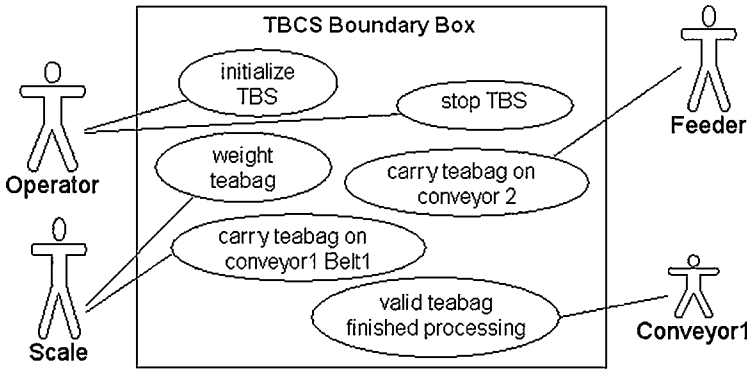 TBCS Boundary Box
initialize
TBS
stop TBS
Feeder
Operator
weight
teabag
carry teabag on
conveyor 2
carry teabag on
conveyor1 Belt1
Scale
valid teabag
finished processing
Conveyor1